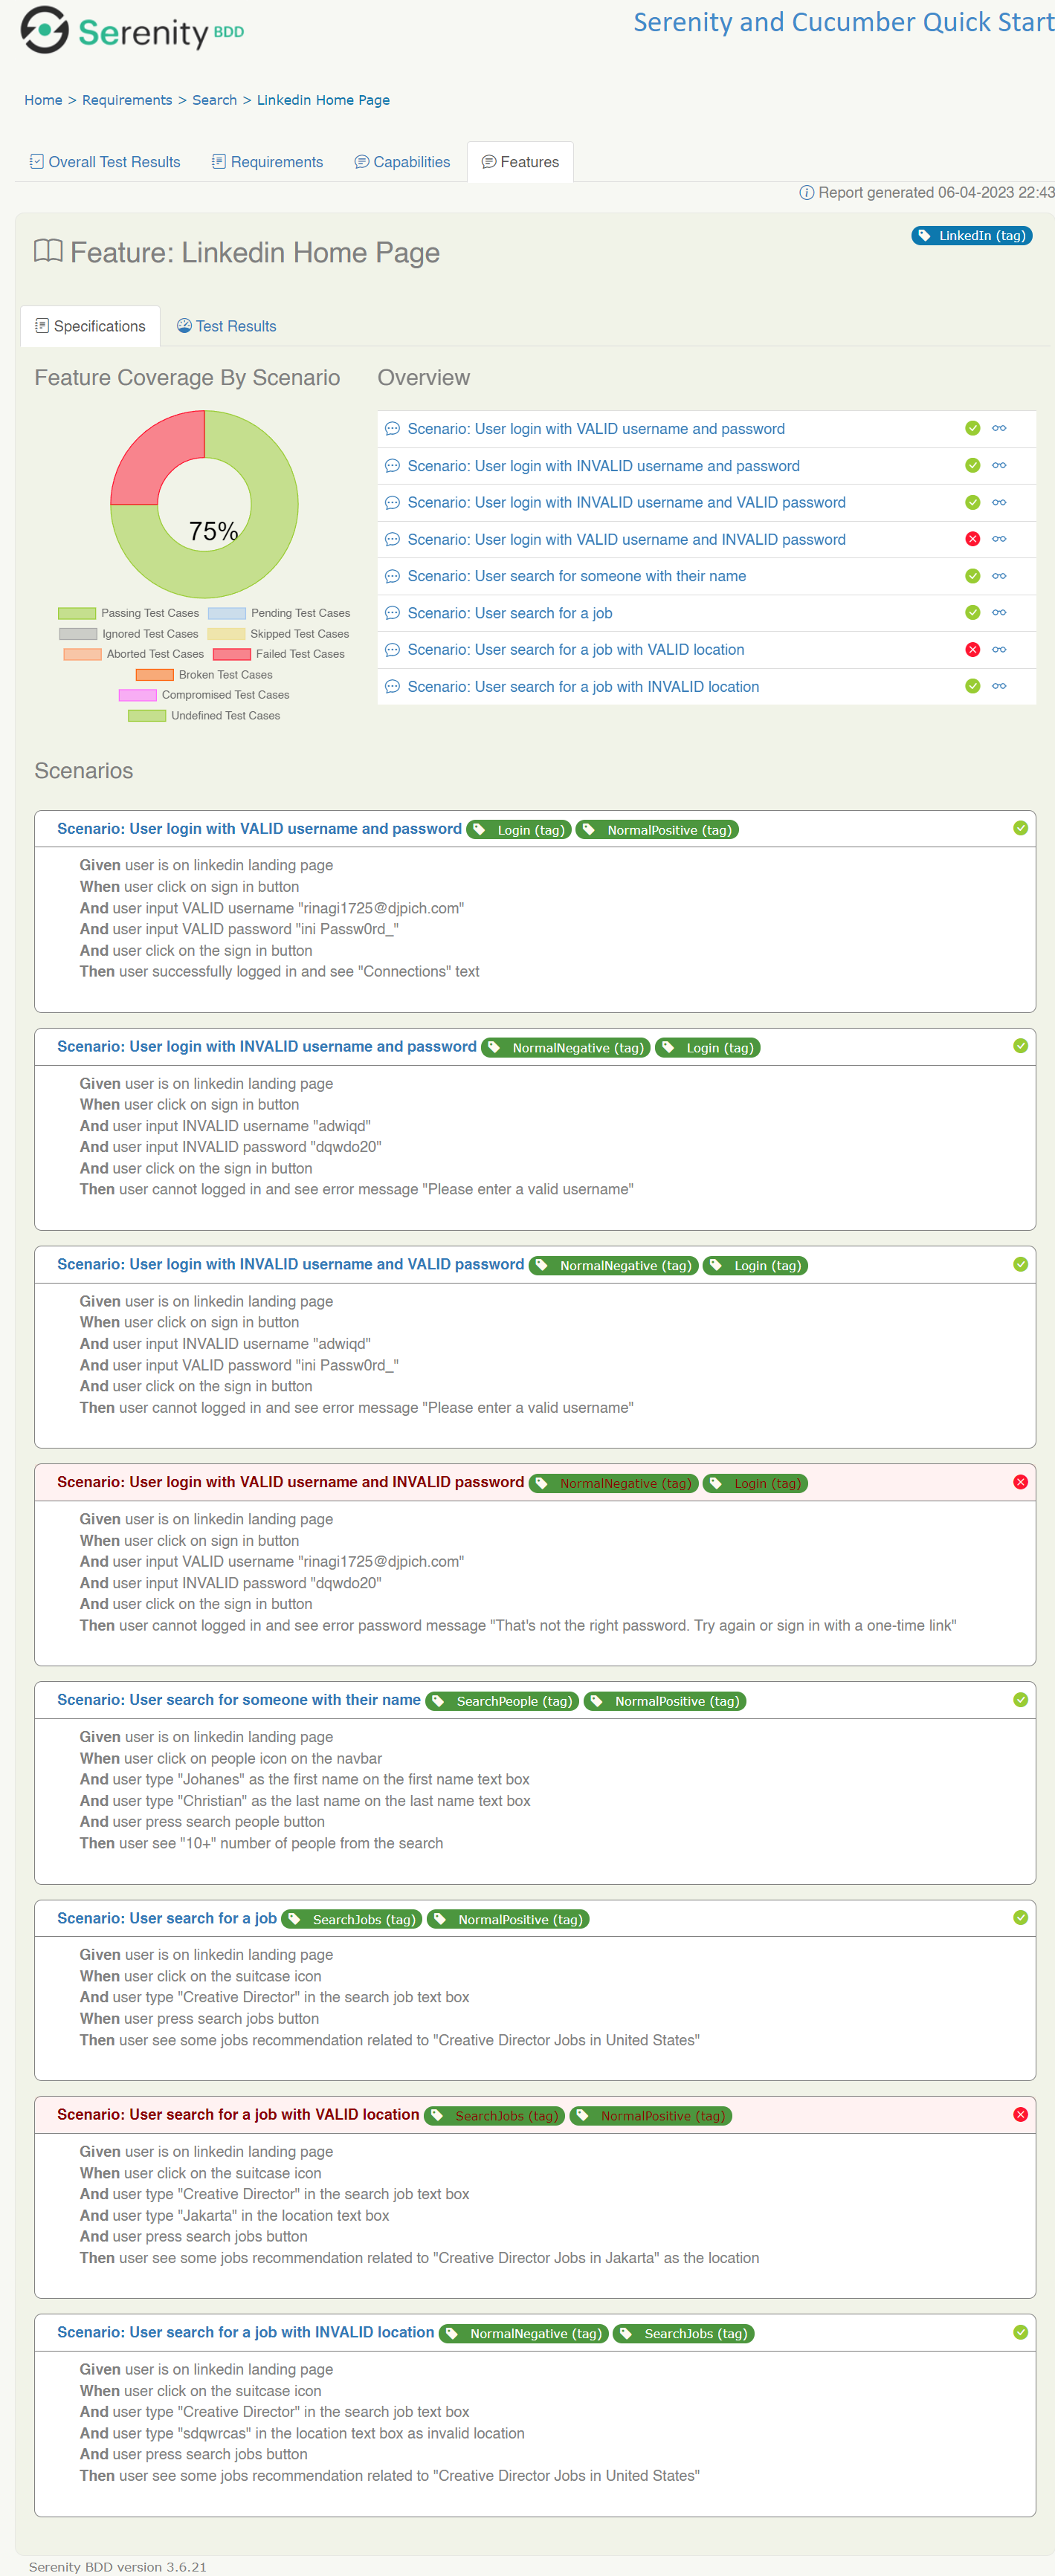 Serenity BDD
Serenity and Cucumber Quick Start
Home > Requirements > Search > Linkedin Home Page
Overall Test Results Requirements Capabilities Features
Report generated 06-04-2023 22:43
Feature: Linkedin Home Page
LinkedIn (tag)
Specifications Test Results
Feature Coverage By Scenario
75%
Passing Test Cases Pending Test Cases
Ignored Test Cases Skipped Test Cases
Aborted Test Cases Failed Test Cases
Broken Test Cases
Compromised Test Cases
Undefined Test Cases
Overview
Scenario: User login with VALID username and password
Scenario: User login with INVALID username and password
Scenario: User login with INVALID username and VALID password
Scenario: User login with VALID username and INVALID password
Scenario: User search for someone with their name
Scenario: User search for a job
Scenario: User search for a job with VALID location
Scenario: User search for a job with INVALID location
Scenarios
Scenario: User login with VALID username and password Login (tag) NormalPositive (tag)
Given user is on linkedin landing page
When user click on sign in button
And user input VALID username "rinagi1725@djpich.com"
And user input VALID password "ini Passw0rd_"
And user click on the sign in button
Then user successfully logged in and see "Connections" text
Scenario: User login with INVALID username and password NormalNegative (tag) Login (tag)
Given user is on linkedin landing page
When user click on sign in button
And user input INVALID username "adwiqd"
And user input INVALID password "dqwdo20"
And user click on the sign in button
Then user cannot logged in and see error message "Please enter a valid username"
Scenario: User login with INVALID username and VALID password NormalNegative (tag) Login (tag)
Given user is on linkedin landing page
When user click on sign in button
And user input INVALID username "adwiqd"
And user input VALID password "ini Passw0rd_"
And user click on the sign in button
Then user cannot logged in and see error message "Please enter a valid username"
Scenario: User login with VALID username and INVALID password NormalNegative (tag) Login (tag)
Given user is on linkedin landing page
When user click on sign in button
And user input VALID username "rinagi1725@djpich.com"
And user input INVALID password "dqwdo20"
And user click on the sign in button
Then user cannot logged in and see error password message "That's not the right password. Try again or sign in with a one-time link"
Scenario: User search for someone with their name SearchPeople (tag) NormalPositive (tag)
Given user is on linkedin landing page
When user click on people icon on the navbar
And user type "Johanes" as the first name on the first name text box
And user type "Christian" as the last name on the last name text box
And user press search people button
Then user see "10+" number of people from the search
Scenario: User search for a job SearchJobs (tag) NormalPositive (tag)
Given user is on linkedin landing page
When user click on the suitcase icon
And user type "Creative Director" in the search job text box
When user press search jobs button
Then user see some jobs recommendation related to "Creative Director Jobs in United States"
Scenario: User search for a job with VALID location SearchJobs (tag) NormalPositive (tag)
Given user is on linkedin landing page
When user click on the suitcase icon
And user type "Creative Director" in the search job text box
And user type "Jakarta" in the location text box
And user press search jobs button
Then user see some jobs recommendation related to "Creative Director Jobs in Jakarta" as the location
Scenario: User search for a job with INVALID location NormalNegative (tag) SearchJobs (tag)
Given user is on linkedin landing page
When user click on the suitcase icon
And user type "Creative Director" in the search job text box
And user type "sdqwrcas" in the location text box as invalid location
And user press search jobs button
Then user see some jobs recommendation related to "Creative Director Jobs in United States"
Serenity BDD version 3.6.21